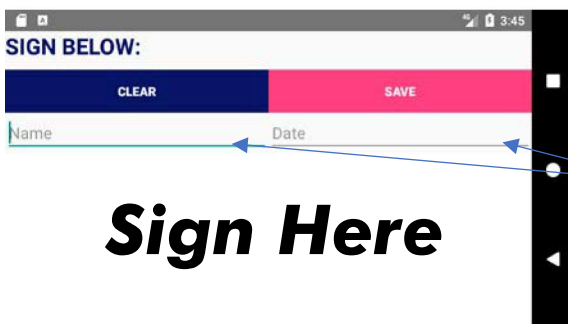 3:45
SIGN BELOW:
CLEAR SAVE
Name Date
Sign Here